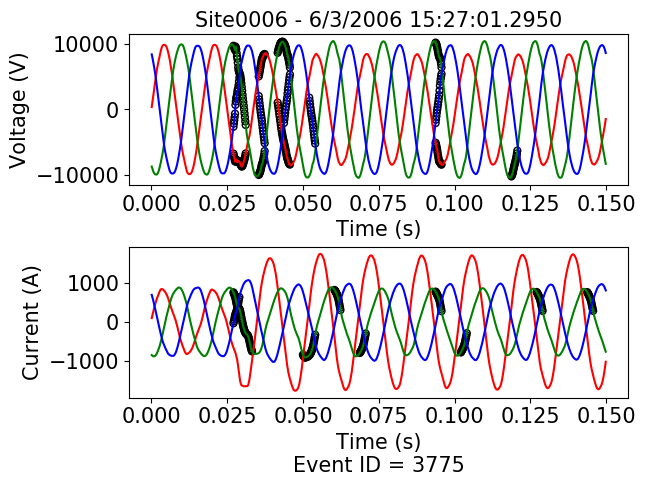 Site0006 - 6/3/2006 15:27:01.2950
Voltage (V)
10000
0
−10000
0.000 0.025 0.050 0.075 0.100 0.125 0.150
Time (s)
Current (A)
1000
0
−1000
0.000 0.025 0.050 0.075 0.100 0.125 0.150
Time (s)
Event ID = 3775